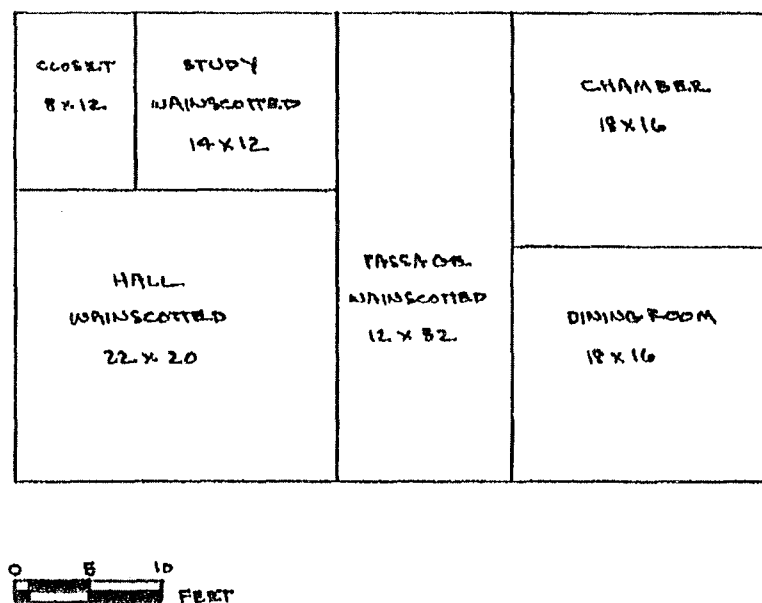 CLOSET
8 X 12
STUDY
WAINSCOTTED
14 X 12
CHAMBER
18 X 16
HALL
WAINSCOTTED
22 X 20
PASSAGE
WAINSCOTTED
12 X 32
DINING ROOM
18 X 16
0 5 10
FEET